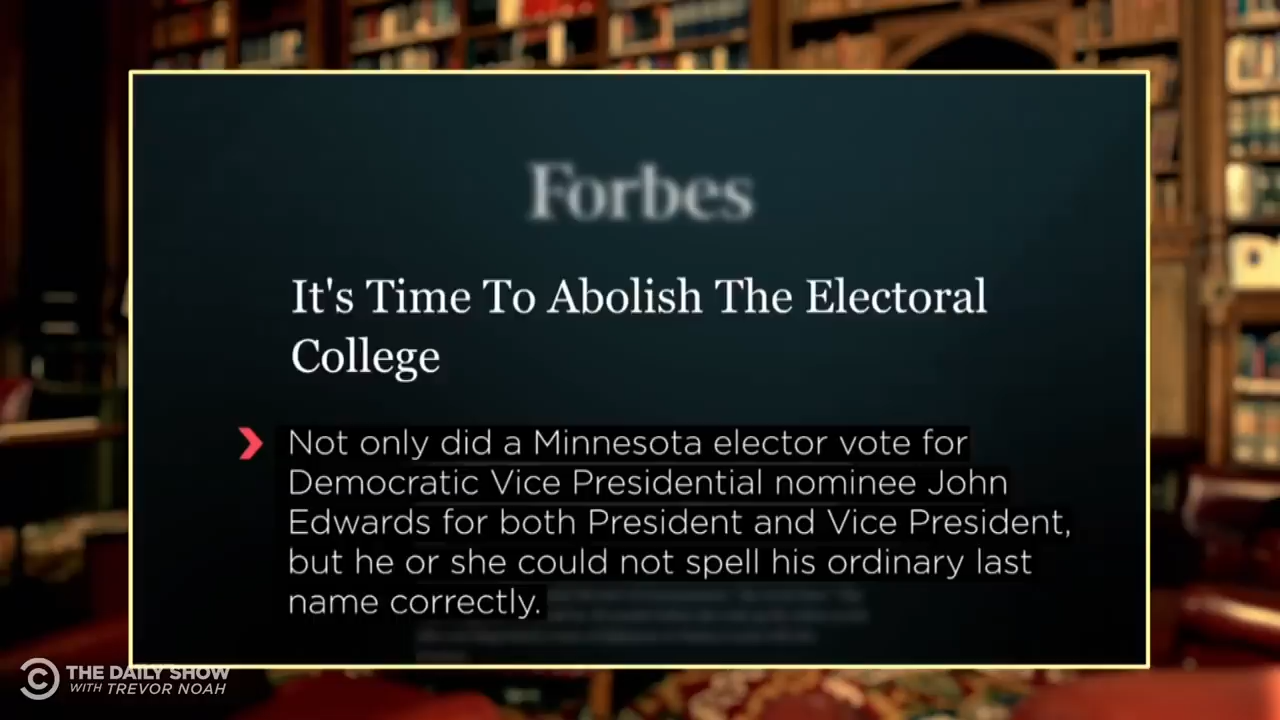 Forbes
It's Time To Abolish The Electoral
College
Not only did a Minnesota elector vote for
Democratic Vice Presidential nominee John
Edwards for both President and Vice President,
but he or she could not spell his ordinary last
name correctly.
THE DAILY SHOW
WITH TREVOR NOAH